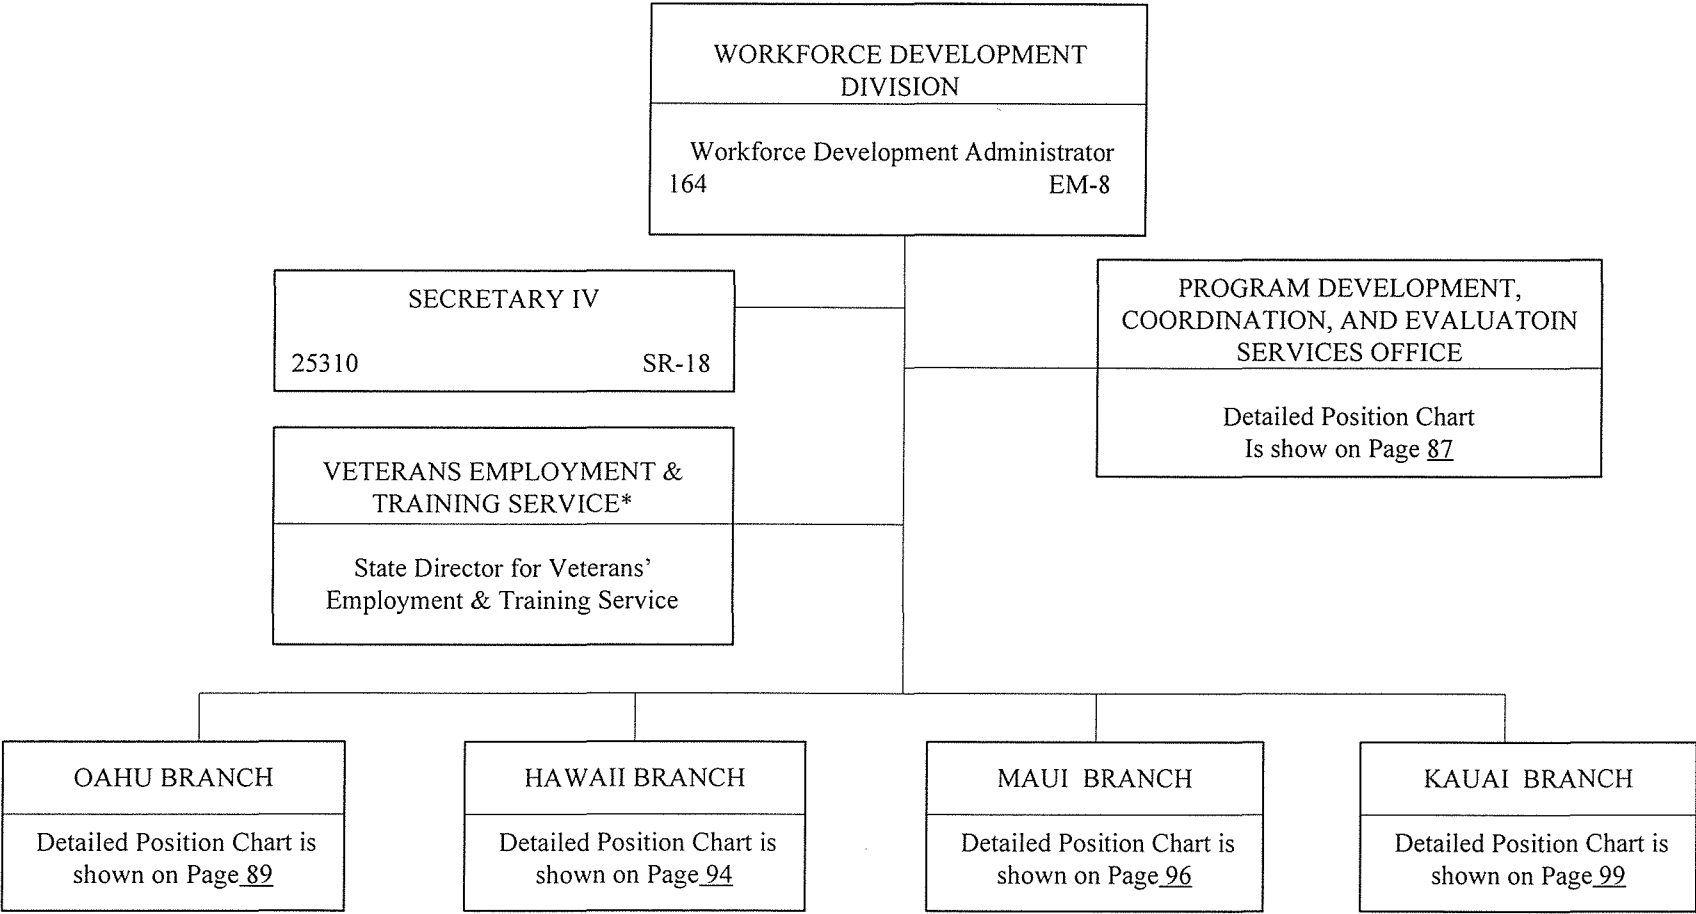 WORKFORCE DEVELOPMENT
DIVISION
Workforce Development Administrator
164 EM-8
SECRETARY IV
25310 SR-18
PROGRAM DEVELOPMENT,
COORDINATION, AND EVALUATOIN
SERVICES OFFICE
Detailed Position Chart
Is show on Page 87
VETERANS EMPLOYMENT &
TRAINING SERVICE*
State Director for Veterans’
Employment & Training Service
OAHU BRANCH
Detailed Position Chart is
shown on Page 89
HAWAII BRANCH
Detailed Position Chart is
shown on Page 94
MAUI BRANCH
Detailed Position Chart is
shown on Page 96
KAUAI BRANCH
Detailed Position Chart is
shown on Page 99